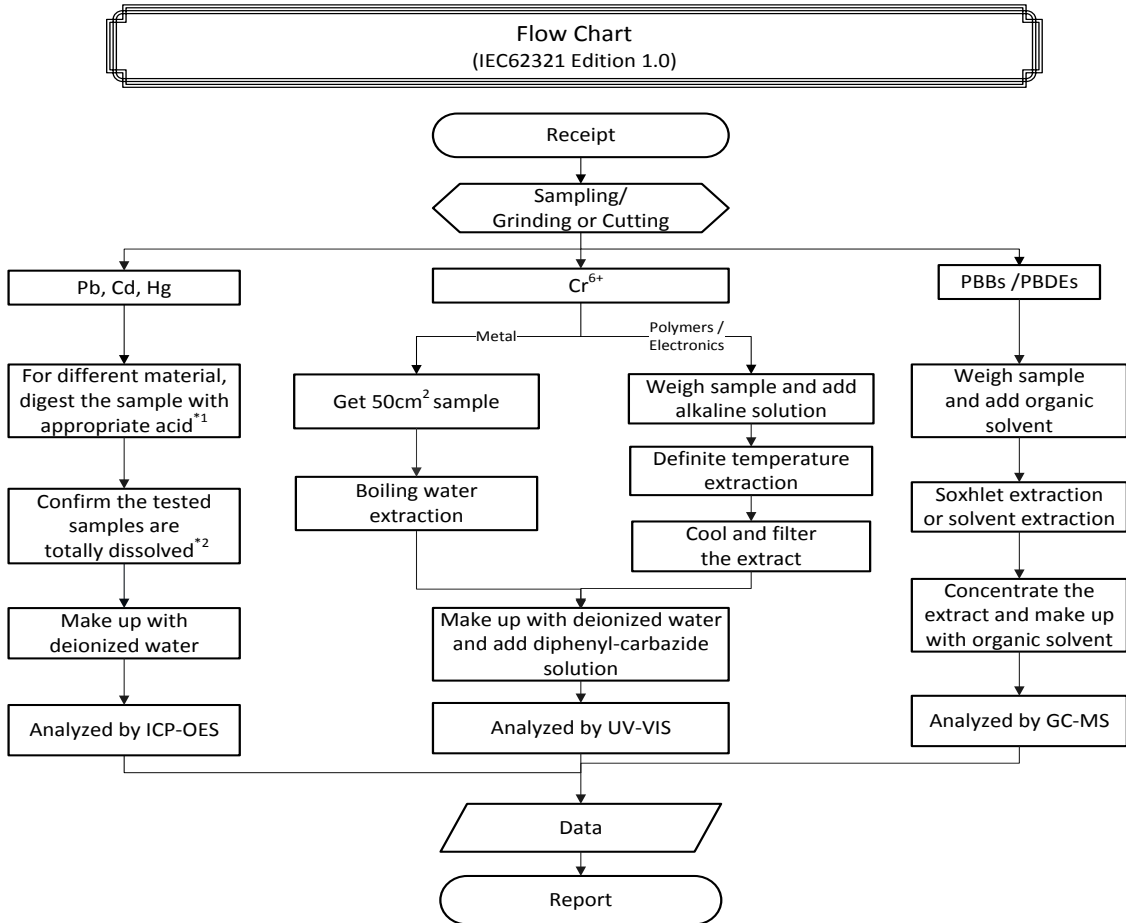 Flow Chart
(IEC62321 Edition 1.0)
Receipt
Sampling/
Grinding or Cutting
Pb, Cd, Hg
For different material,
digest the sample with
appropriate acid*1
Confirm the tested
samples are
totally dissolved*2
Make up with
deionized water
Analyzed by ICP-OES
Cr6+
Metal
Get 50cm2 sample
Boiling water
extraction
Polymers /
Electronics
Weigh sample and add
alkaline solution
Definite temperature
extraction
Cool and filter
the extract
Make up with deionized water
and add diphenyl-carbazide
solution
Analyzed by UV-VIS
PBBs /PBDEs
Weigh sample
and add organic
solvent
Soxhlet extraction
or solvent extraction
Concentrate the
extract and make up
with organic solvent
Analyzed by GC-MS
Data
Report